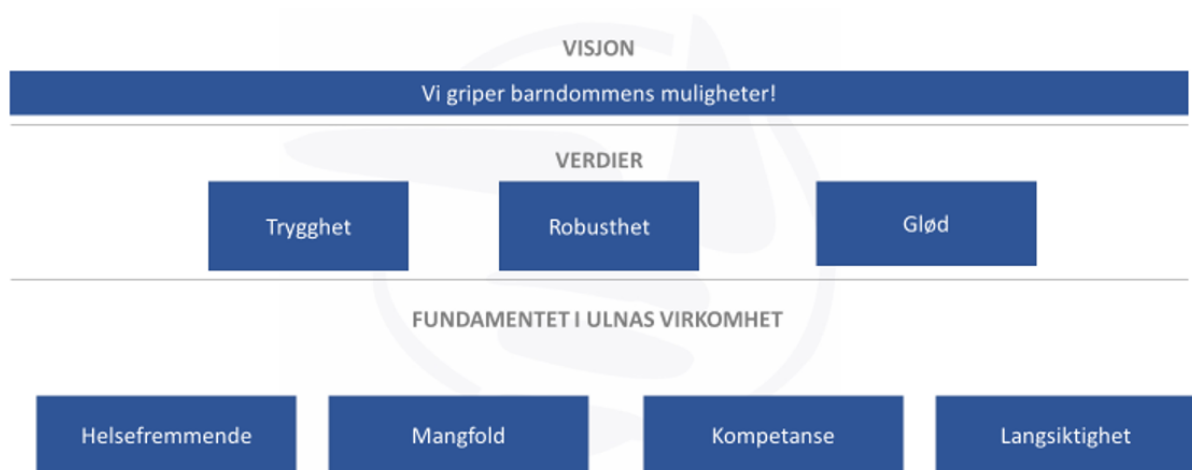 VISJON
Vi griper barndommens muligheter!
VERDIER
Trygghet
Robusthet
Glød
FUNDAMENTET I ULNAS VIRKOMHET
Helsefremmende
Mangfold
Kompetanse
Langsiktighet